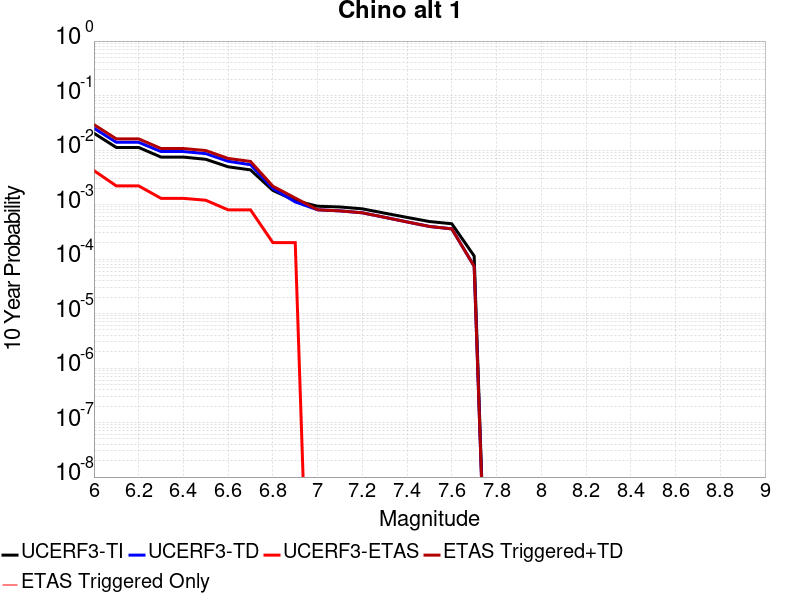 Chino alt 1
10^0
10^-1
10^-2
10^-3
10^-4
10^-5
10^-6
10^-7
10^-8
10 Year Probability
6 6.2 6.4 6.6 6.8 7 7.2 7.4 7.6 7.8 8 8.2 8.4 8.6 8.8 9
Magnitude
UCERF3-TI UCERF3-TD UCERF3-ETAS ETAS Triggered+TD
ETAS Triggered Only